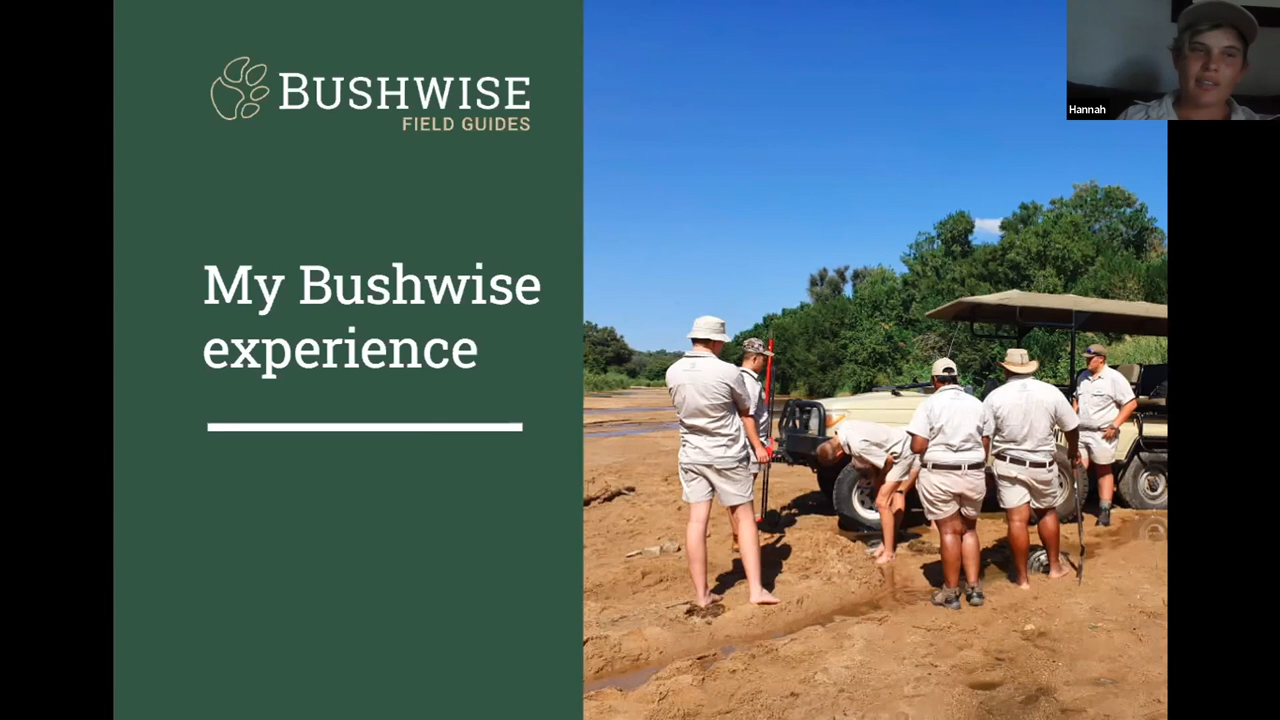 BUSHWISE
FIELD GUIDES
My Bushwise
experience
Hannah